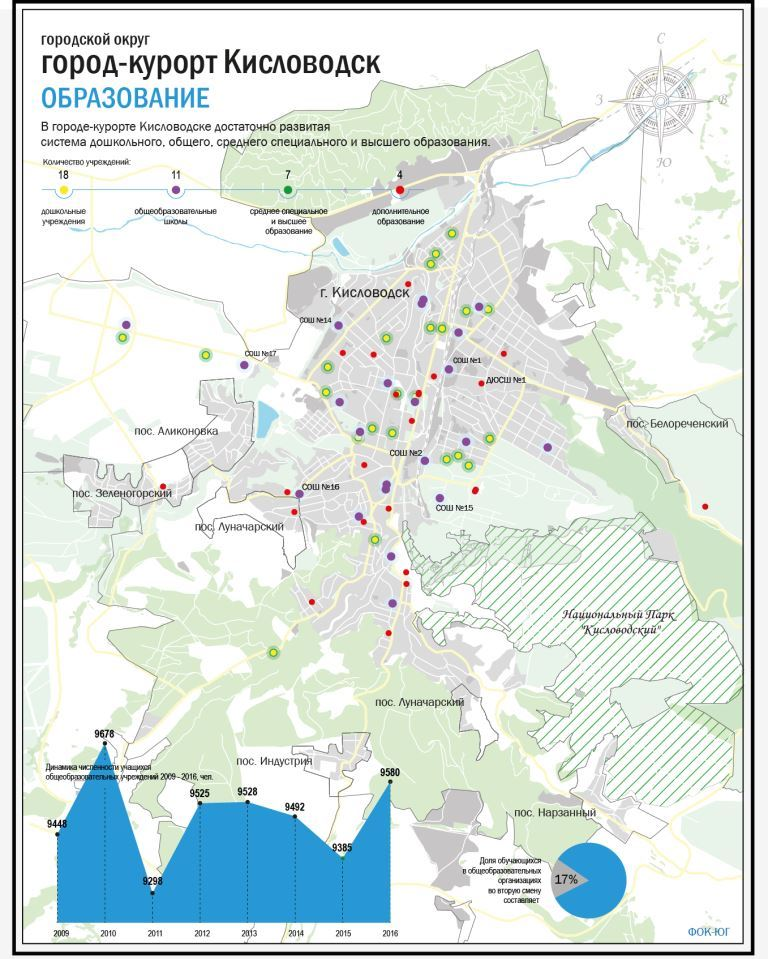 городской округ
город-курорт Кисловодск
ОБРАЗОВАНИЕ
В городе-курорте Кисловодске достаточно развитая
система дошкольного, общего, среднего специального и высшего образования.
Количество учреждений:
18
11
7
4
дошкольные
учреждения
общеобразовательные
школы
среднее специальное
и высшее
образование
дополнительное
образование
С
З
В
Ю
г. Кисловодск
СОШ №14
СОШ №17
СОШ №1
ДЮСШ №1
пос. Аликоновка
пос. Белореченский
СОШ №2
пос. Зеленогорский
СОШ №16
СОШ №15
пос. Луначарский
Национальный Парк
"Кисловодский"
пос. Луначарский
пос. Индустрия
пос. Нарзанный
Динамика численности учащихся
общеобразовательных учреждений 2009 - 2016, чел.
9448
9678
9298
9525
9528
9492
9385
9580
2009
2010
2011
2012
2013
2014
2015
2016
Доля обучающихся
в общеобразовательных
организациях
во вторую смену
составляет
17%
ФОК-ЮГ